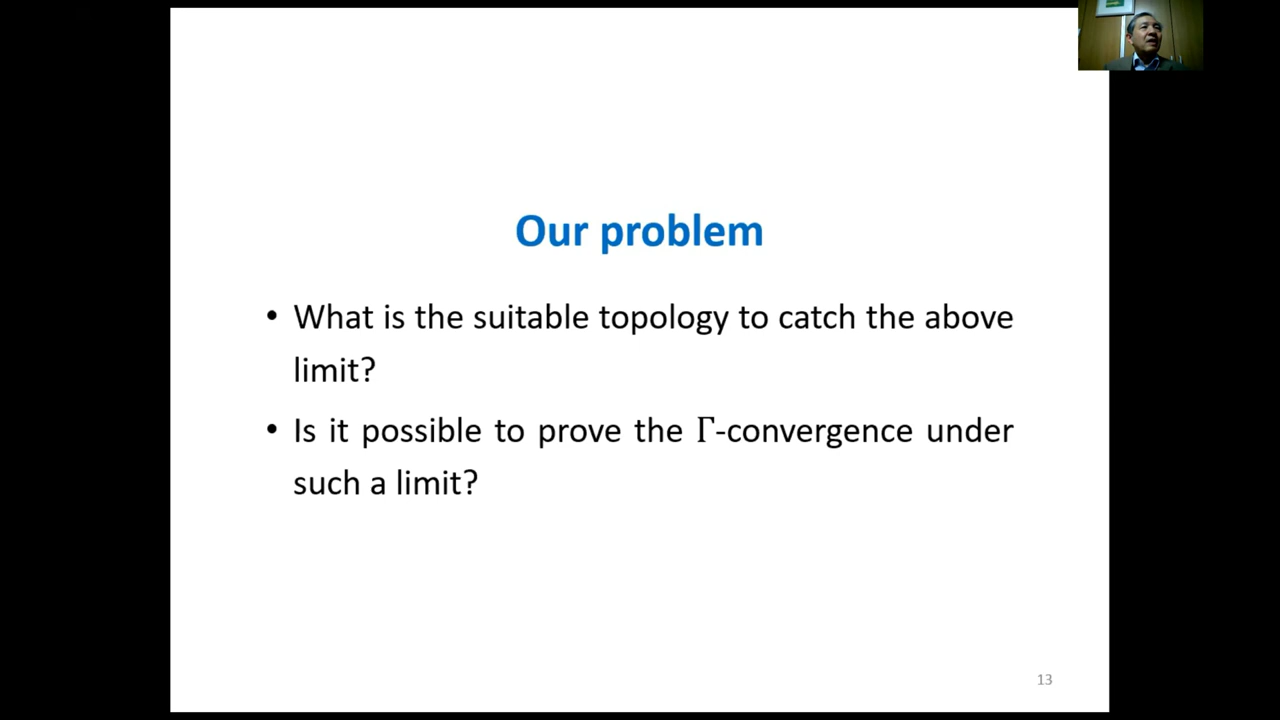 Our problem
• What is the suitable topology to catch the above
limit?
• Is it possible to prove the Γ-convergence under
such a limit?
13